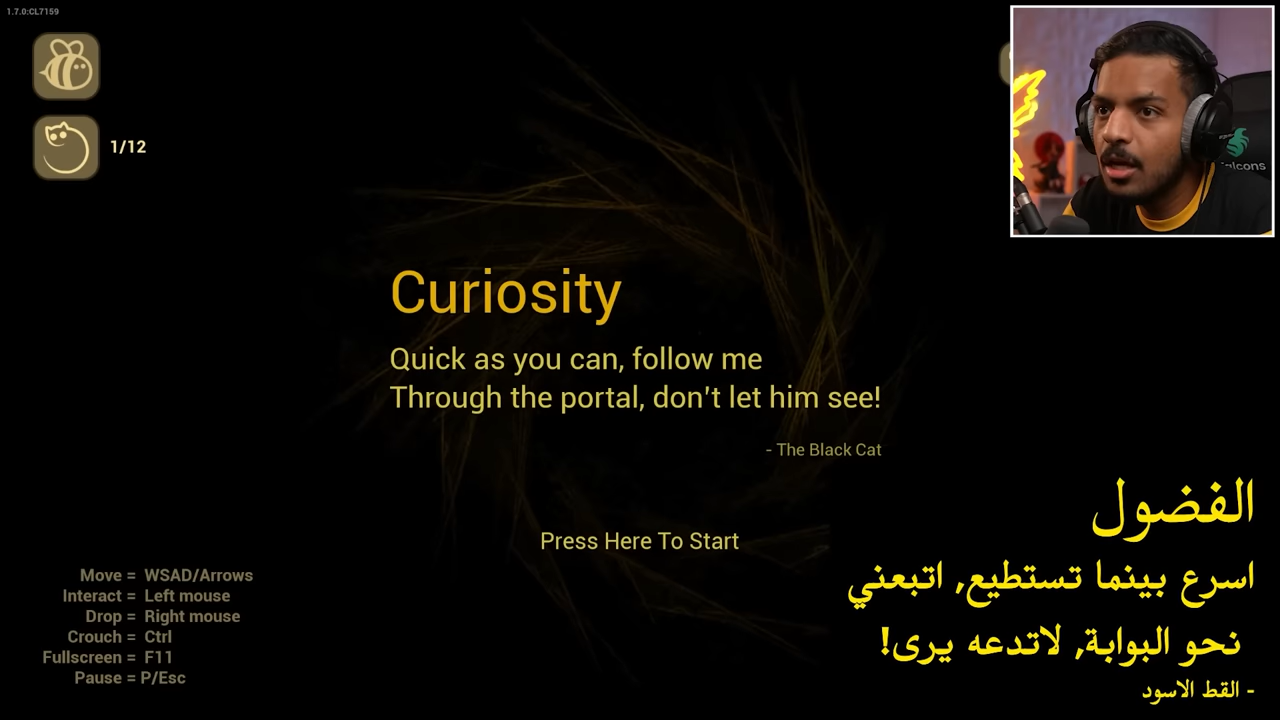 1.7.0:CL7159
1/12
Curiosity
Quick as you can, follow me
Through the portal, don't let him see!
- The Black Cat
Press Here To Start
Move = WSAD/Arrows
Interact = Left mouse
Drop = Right mouse
Crouch = Ctrl
Fullscreen = F11
Pause = P/Esc
الفضول
اسرع بينما تستطيع, اتبعني
نحو البوابة, لاتدعه يرى!
- القط الاسود